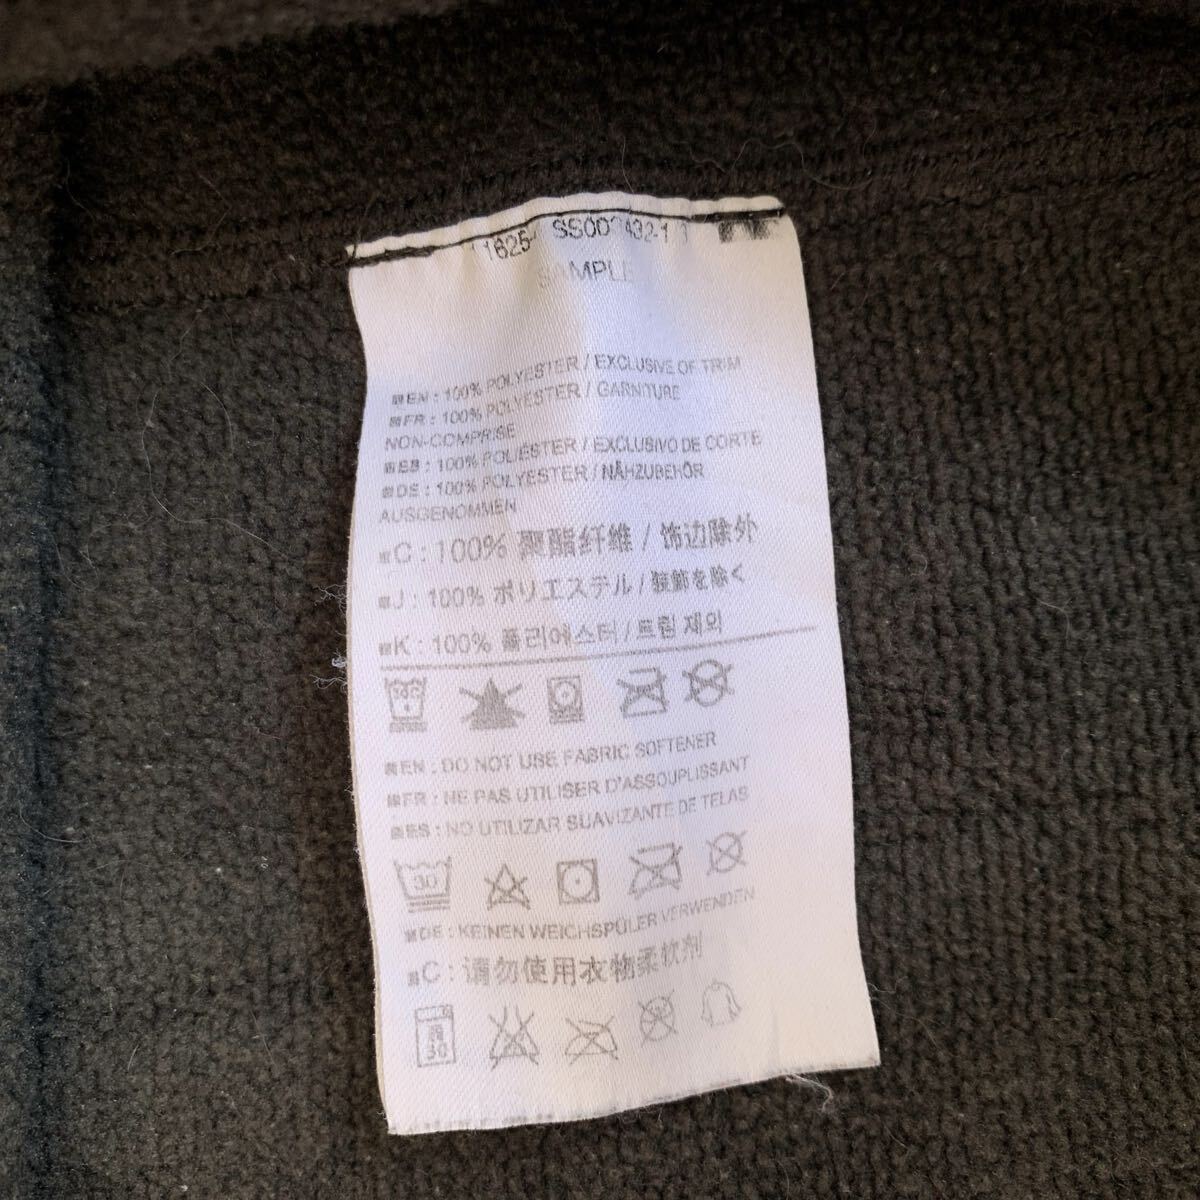 SAMPLE
EN : 100% POLYESTER / EXCLUSIVE OF TRIM
FR : 100% POLYESTER / GARNITURE
NON-COMPRISE
ES : 100% POLIÉSTER / EXCLUSIVO DE CORTE
DE : 100% POLYESTER / NÄHZUBEHÖR
AUSGENOMMEN
C : 100% 聚酯纤维 / 饰边除外
J : 100% ポリエステル / 装飾を除く
K : 100% 폴리에스터 / 트림 제외
EN : DO NOT USE FABRIC SOFTENER
FR : NE PAS UTILISER D'ASSOUPLISSANT
ES : NO UTILIZAR SUAVIZANTE DE TELAS
30
DE : KEINEN WEICHSPÜLER VERWENDEN
C : 请勿使用衣物柔软剂
30